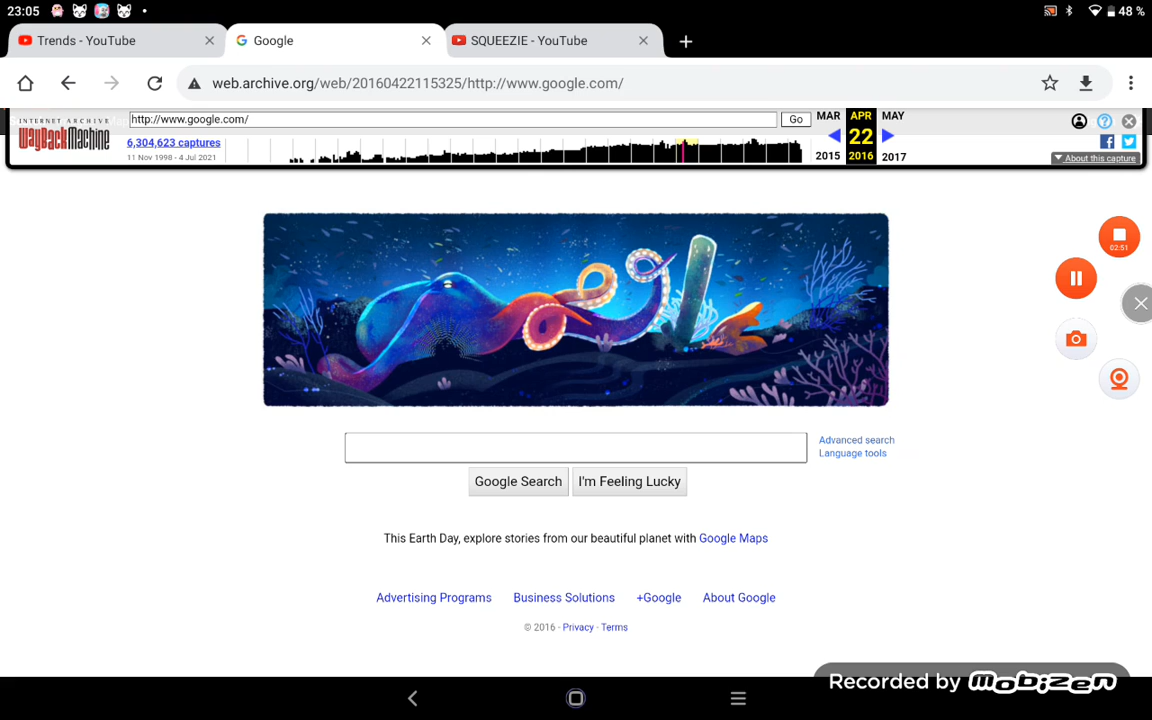 23:05
48 %
Trends - YouTube
Google
SQUEEZIE - YouTube
web.archive.org/web/20160422115325/http://www.google.com/
INTERNET ARCHIVE
WayBackMachine
http://www.google.com/
Go
MAR
APR
MAY
6,304,623 captures
22
11 Nov 1998 - 4 Jul 2021
2015
2016
2017
About this capture
02:51
Advanced search
Language tools
Google Search
I'm Feeling Lucky
This Earth Day, explore stories from our beautiful planet with Google Maps
Advertising Programs
Business Solutions
+Google
About Google
© 2016 - Privacy - Terms
Recorded by mobizen